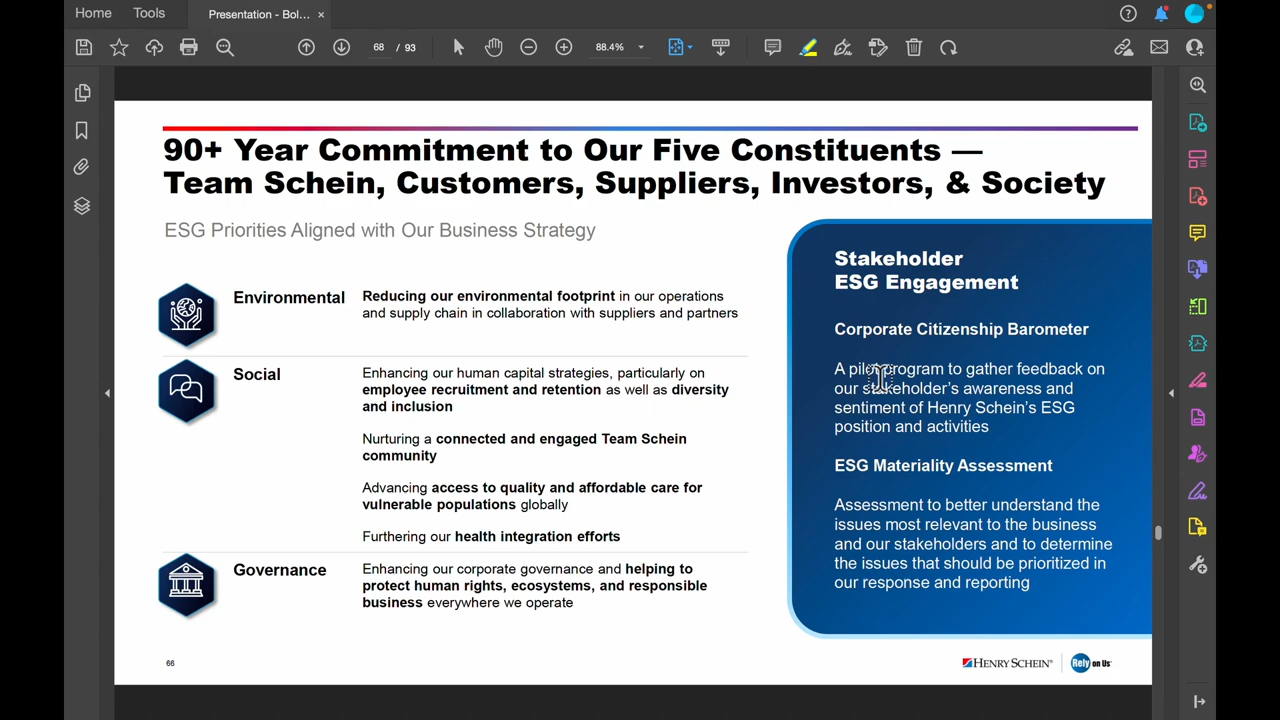 Home Tools Presentation - Bol... ×
68 / 93 88.4%
90+ Year Commitment to Our Five Constituents —
Team Schein, Customers, Suppliers, Investors, & Society
ESG Priorities Aligned with Our Business Strategy
Environmental
Reducing our environmental footprint in our operations
and supply chain in collaboration with suppliers and partners
Social
Enhancing our human capital strategies, particularly on
employee recruitment and retention as well as diversity
and inclusion
Nurturing a connected and engaged Team Schein
community
Advancing access to quality and affordable care for
vulnerable populations globally
Furthering our health integration efforts
Governance
Enhancing our corporate governance and helping to
protect human rights, ecosystems, and responsible
business everywhere we operate
Stakeholder
ESG Engagement
Corporate Citizenship Barometer
A pilot program to gather feedback on
our stakeholder's awareness and
sentiment of Henry Schein's ESG
position and activities
ESG Materiality Assessment
Assessment to better understand the
issues most relevant to the business
and our stakeholders and to determine
the issues that should be prioritized in
our response and reporting
66
HENRY SCHEIN® Rely on Us